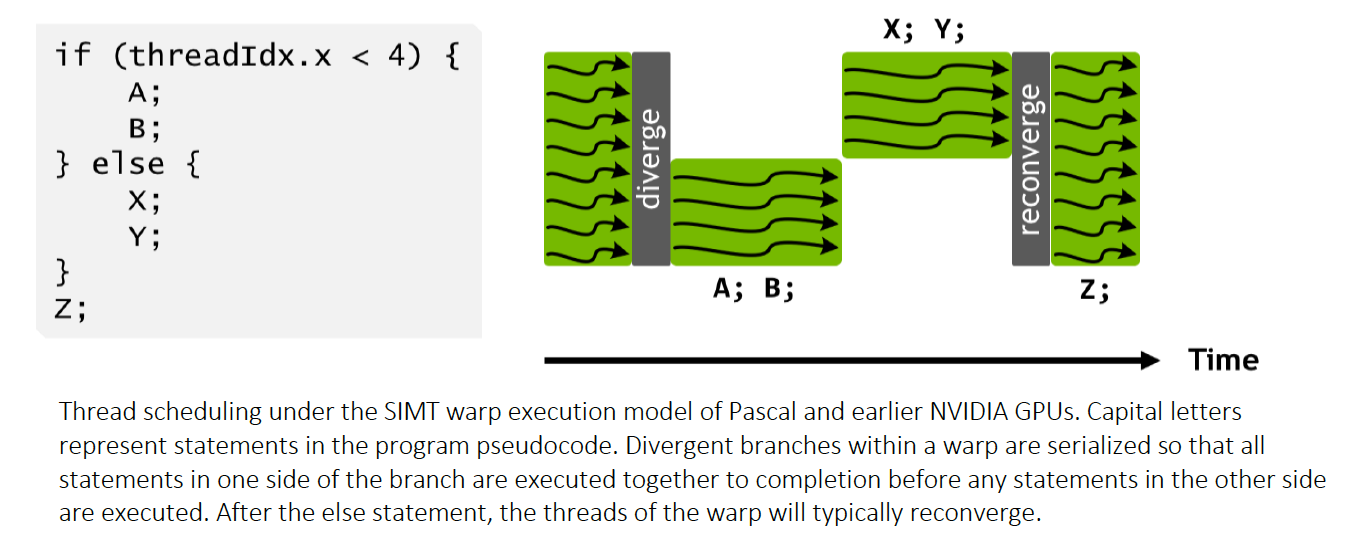 if (threadIdx.x < 4) {
A;
B;
} else {
X;
Y;
}
Z;
X; Y;
diverge
reconverge
A; B;
Z;
Time
Thread scheduling under the SIMT warp execution model of Pascal and earlier NVIDIA GPUs. Capital letters
represent statements in the program pseudocode. Divergent branches within a warp are serialized so that all
statements in one side of the branch are executed together to completion before any statements in the other side
are executed. After the else statement, the threads of the warp will typically reconverge.